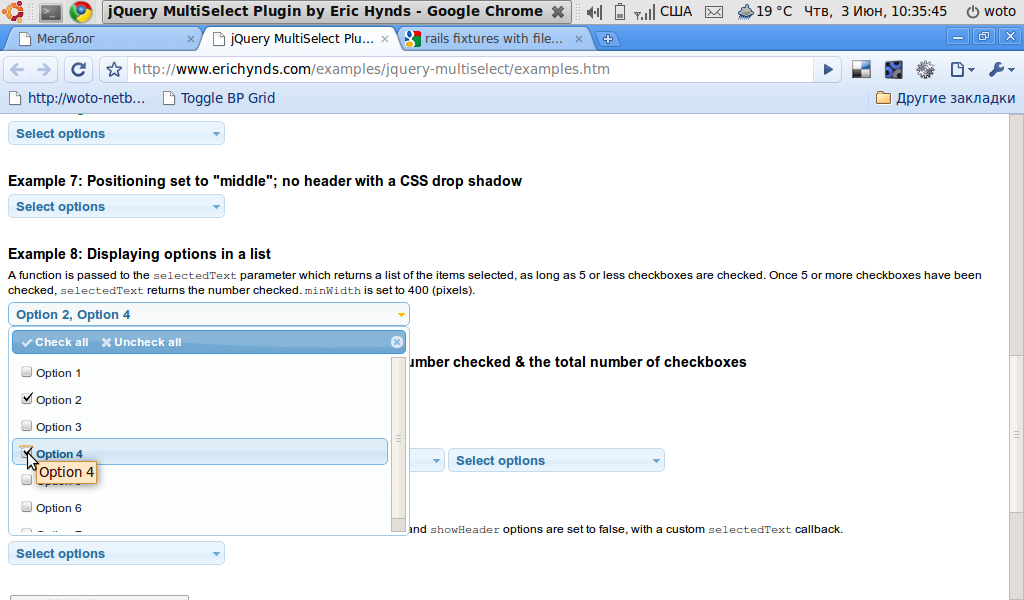 jQuery MultiSelect Plugin by Eric Hynds - Google Chrome
США
19 °C
Чтв, 3 Июн, 10:35:45
woto
Мегаблог
jQuery MultiSelect Plu...
rails fixtures with file...
http://www.erichynds.com/examples/jquery-multiselect/examples.htm
http://woto-netb...
Toggle BP Grid
Другие закладки
Select options
Example 7: Positioning set to "middle"; no header with a CSS drop shadow
Select options
Example 8: Displaying options in a list
A function is passed to the selectedText parameter which returns a list of the items selected, as long as 5 or less checkboxes are checked. Once 5 or more checkboxes have been
checked, selectedText returns the number checked. minWidth is set to 400 (pixels).
Option 2, Option 4
Check all Uncheck all
umber checked & the total number of checkboxes
Option 1
Option 2
Option 3
Option 4
Select options
Option 4
Option 6
and showHeader options are set to false, with a custom selectedText callback.
Select options